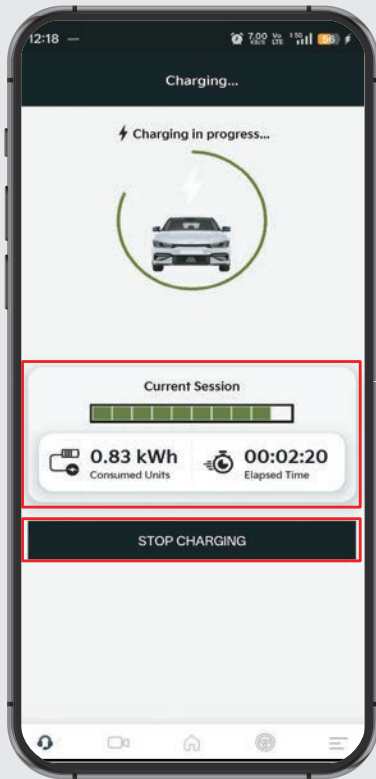 12:18 —
7.00 KB/S Vo LTE 56
Charging...
Charging in progress...
Current Session
0.83 kWh
Consumed Units
00:02:20
Elapsed Time
STOP CHARGING